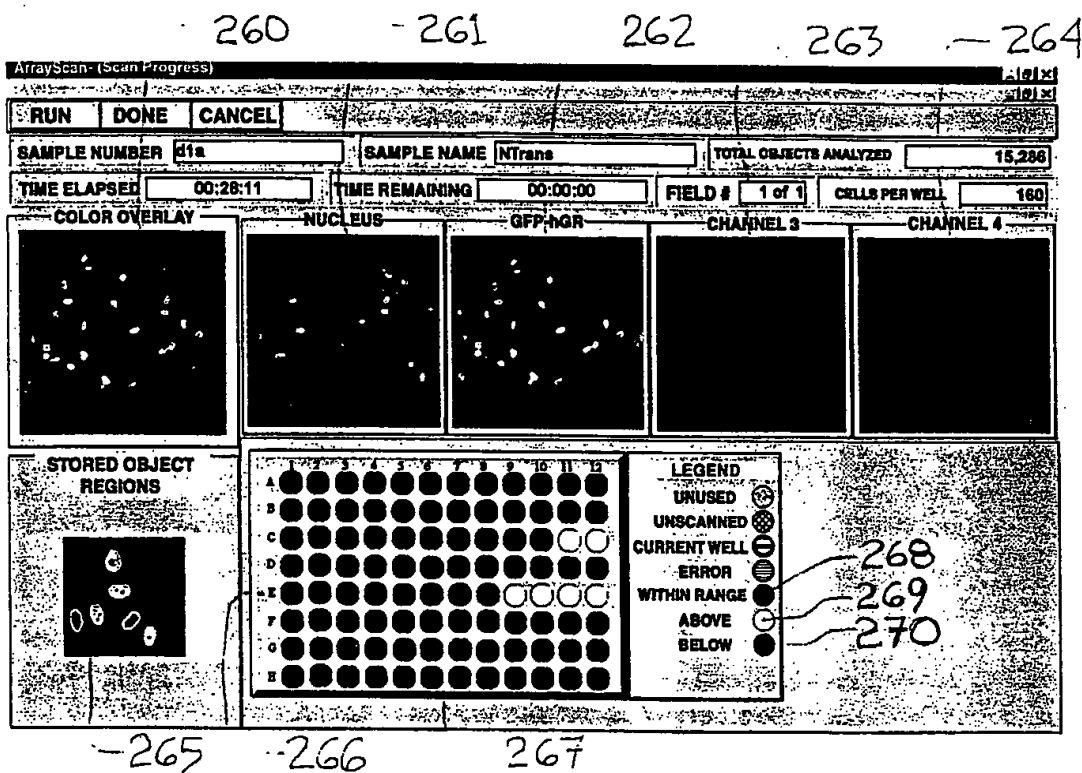 260 261 262 263 264
ArrayScan- (Scan Progress)
RUN DONE CANCEL
SAMPLE NUMBER d1a SAMPLE NAME NTrans TOTAL OBJECTS ANALYZED 15,286
TIME ELAPSED 00:28:11 TIME REMAINING 00:00:00 FIELD # 1 of 1 CELLS PER WELL 160
COLOR OVERLAY NUCLEUS GFP-hGR CHANNEL 3 CHANNEL 4
STORED OBJECT
REGIONS
1 2 3 4 5 6 7 8 9 10 11 12
A
B
C
D
E
F
G
H
LEGEND
UNUSED
UNSCANNED
CURRENT WELL
ERROR
WITHIN RANGE 268
ABOVE 269
BELOW 270
265 266 267